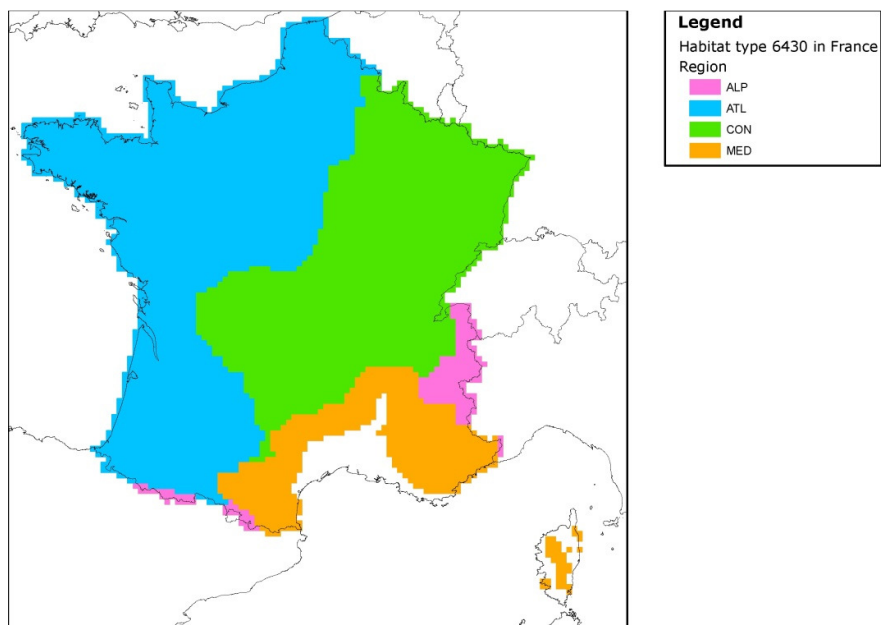 Legend
Habitat type 6430 in France
Region
ALP
ATL
CON
MED